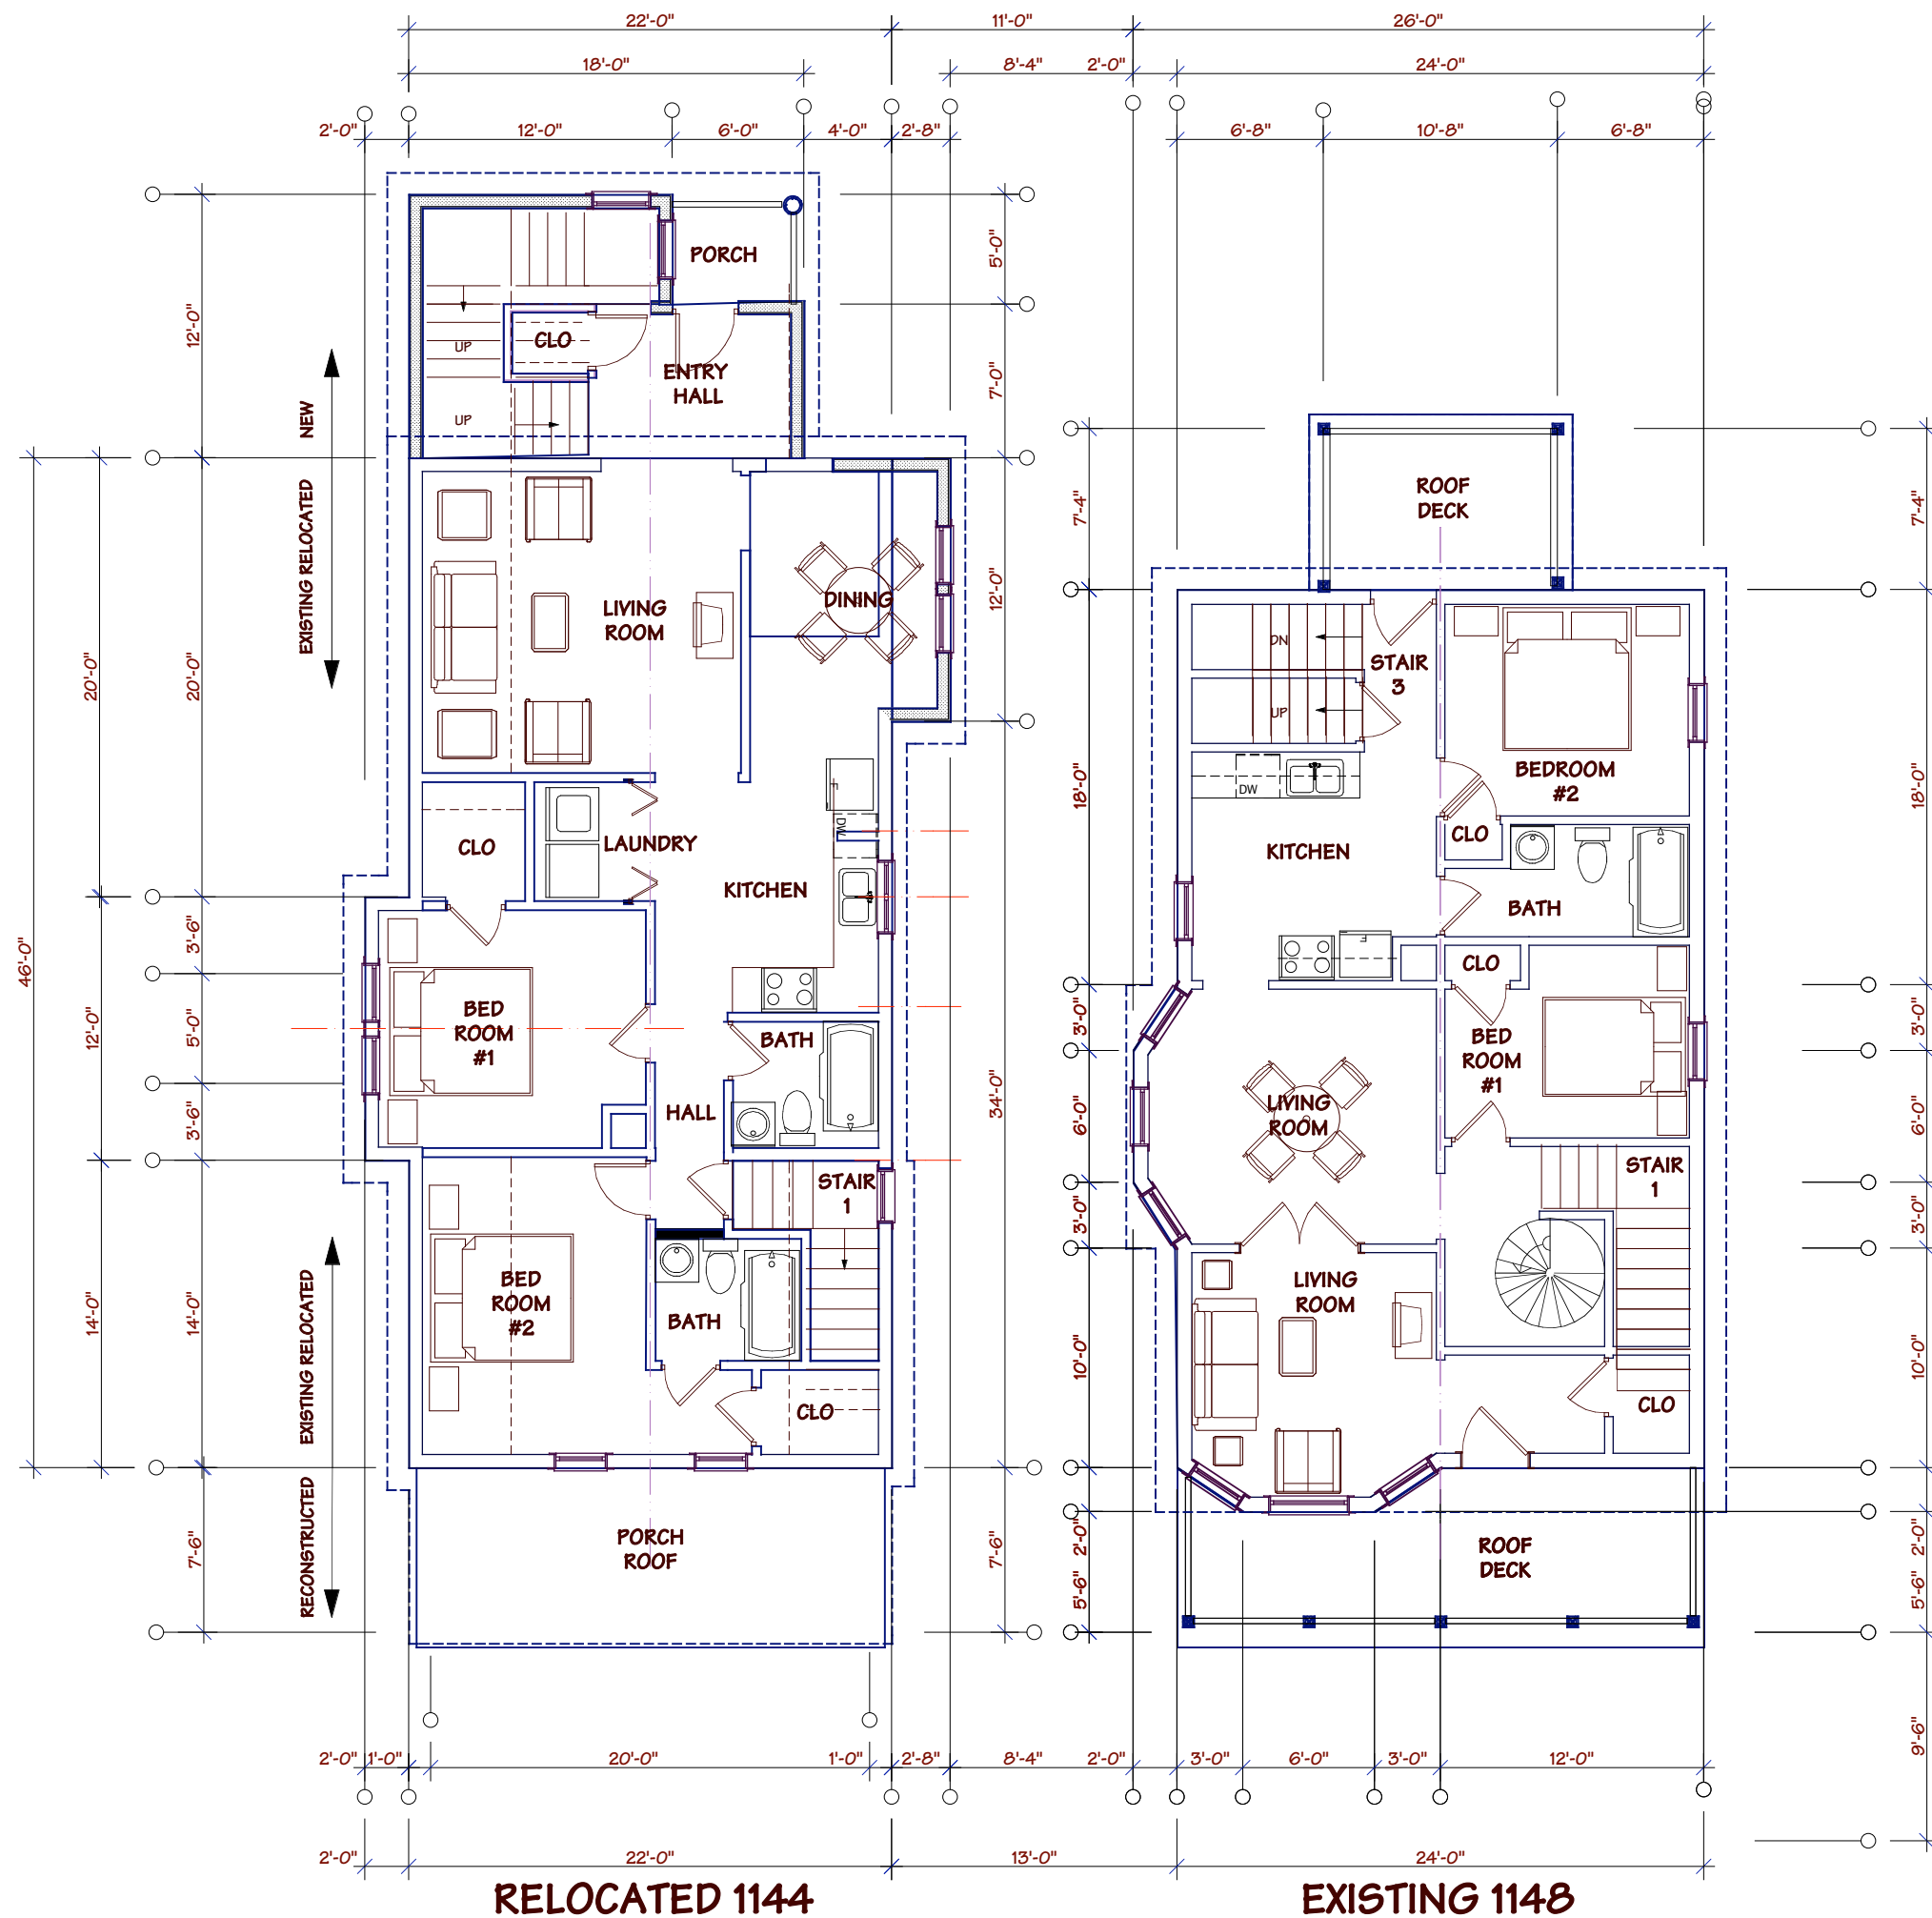 22'-0" 11'-0" 26'-0"
18'-0" 8'-4" 2'-0" 24'-0"
2'-0" 12'-0" 6'-0" 4'-0" 2'-8" 6'-8" 10'-8" 6'-8"
PORCH
5'-0"
12'-0"
CLO
UP
ENTRY
HALL
7'-0"
UP
NEW
EXISTING RELOCATED
ROOF
DECK
7'-4"
7'-4"
LIVING
ROOM
DINING
12'-0"
20'-0"
20'-0"
DN
STAIR
3
UP
BEDROOM
#2
18'-0"
18'-0"
DW
DW
F
CLO
LAUNDRY
KITCHEN
KITCHEN
CLO
BATH
F
CLO
46'-0"
3'-6"
12'-0"
5'-0"
3'-6"
BED
ROOM
#1
BATH
HALL
34'-0"
3'-0"
3'-0"
BED
ROOM
#1
LIVING
ROOM
6'-0"
6'-0"
STAIR
1
STAIR
1
3'-0"
3'-0"
14'-0"
14'-0"
EXISTING RELOCATED
BED
ROOM
#2
BATH
CLO
LIVING
ROOM
10'-0"
10'-0"
CLO
RECONSTRUCTED
7'-6"
PORCH
ROOF
7'-6"
2'-0"
5'-6"
ROOF
DECK
2'-0"
5'-6"
9'-6"
2'-0" 1'-0" 20'-0" 1'-0" 2'-8" 8'-4" 2'-0" 3'-0" 6'-0" 3'-0" 12'-0"
2'-0" 22'-0" 13'-0" 24'-0"
RELOCATED 1144 EXISTING 1148